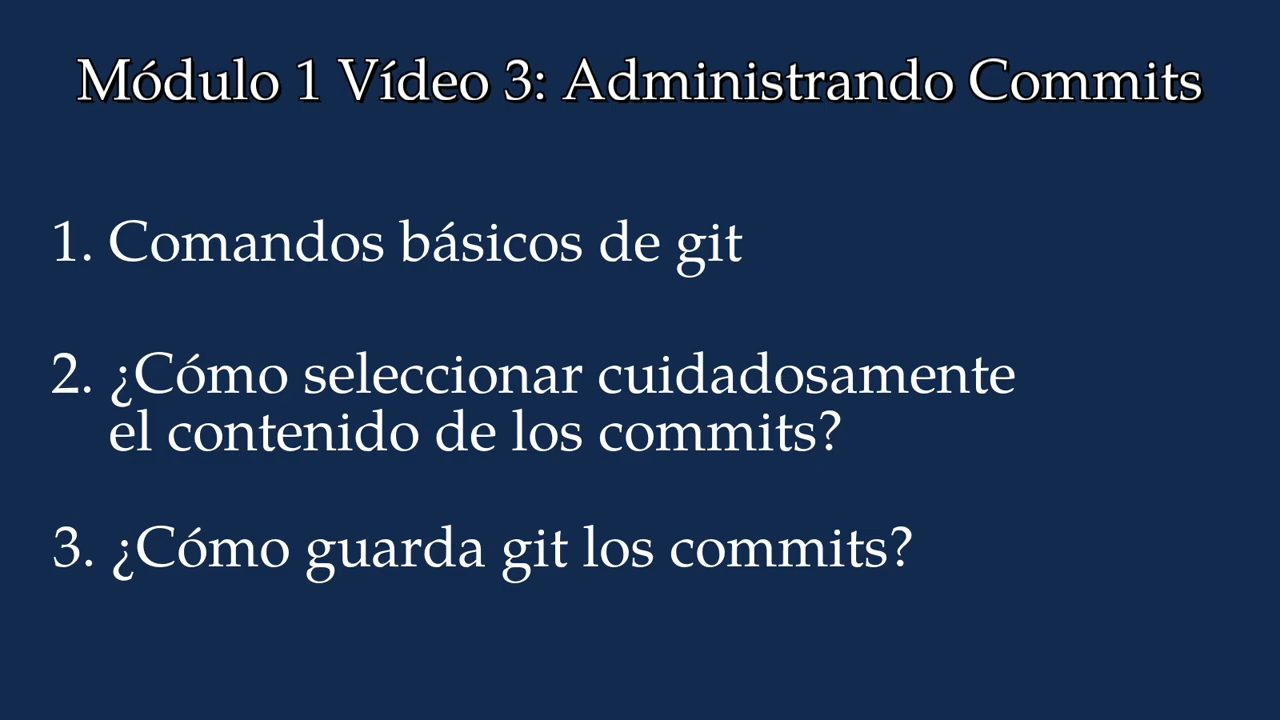 Módulo 1 Vídeo 3: Administrando Commits
1. Comandos básicos de git
2. ¿Cómo seleccionar cuidadosamente
el contenido de los commits?
3. ¿Cómo guarda git los commits?